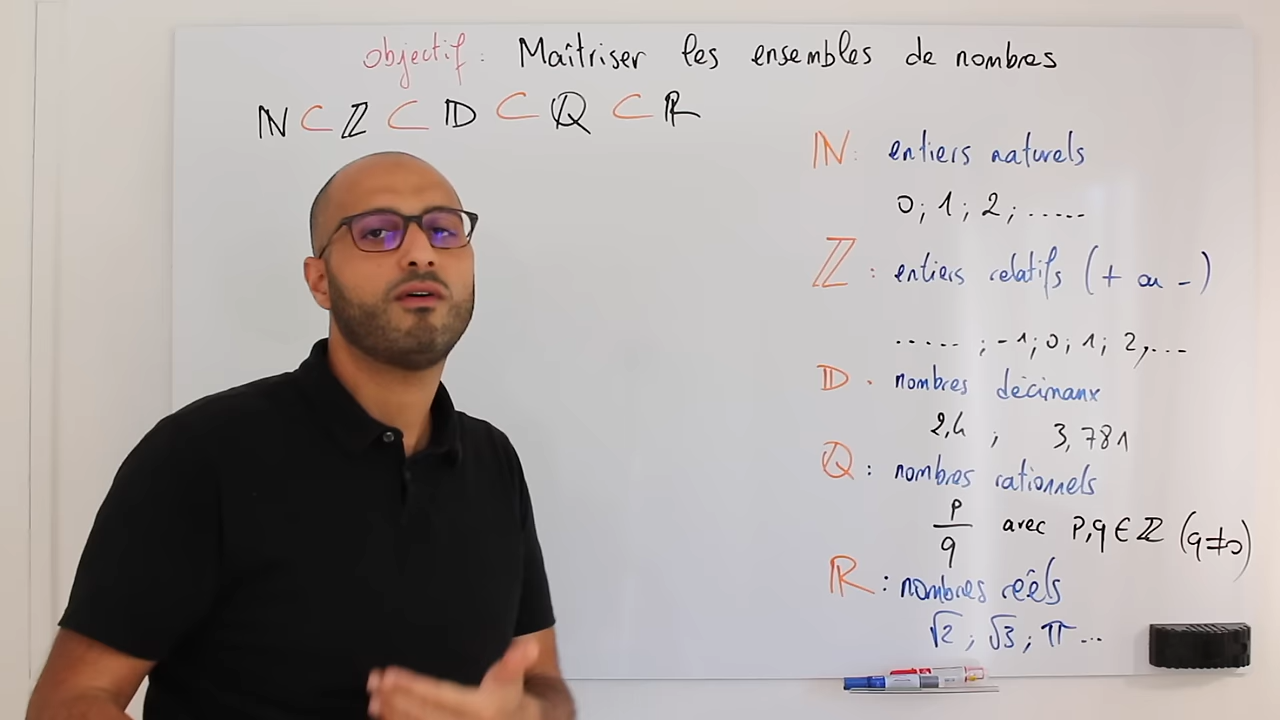 Objectif : Maîtriser les ensembles de nombres
ℕ ⊂ ℤ ⊂ 𝔻 ⊂ ℚ ⊂ ℝ
ℕ : entiers naturels
0 ; 1 ; 2 ; .....
ℤ : entiers relatifs (+ ou -)
..... ; -1 ; 0 ; 1 ; 2 , ...
𝔻 . nombres décimaux
2,4 ; 3,781
ℚ : nombres rationnels
p/q avec p,q ∈ ℤ (q≠0)
ℝ : nombres réels
√2 ; √3 ; π ...